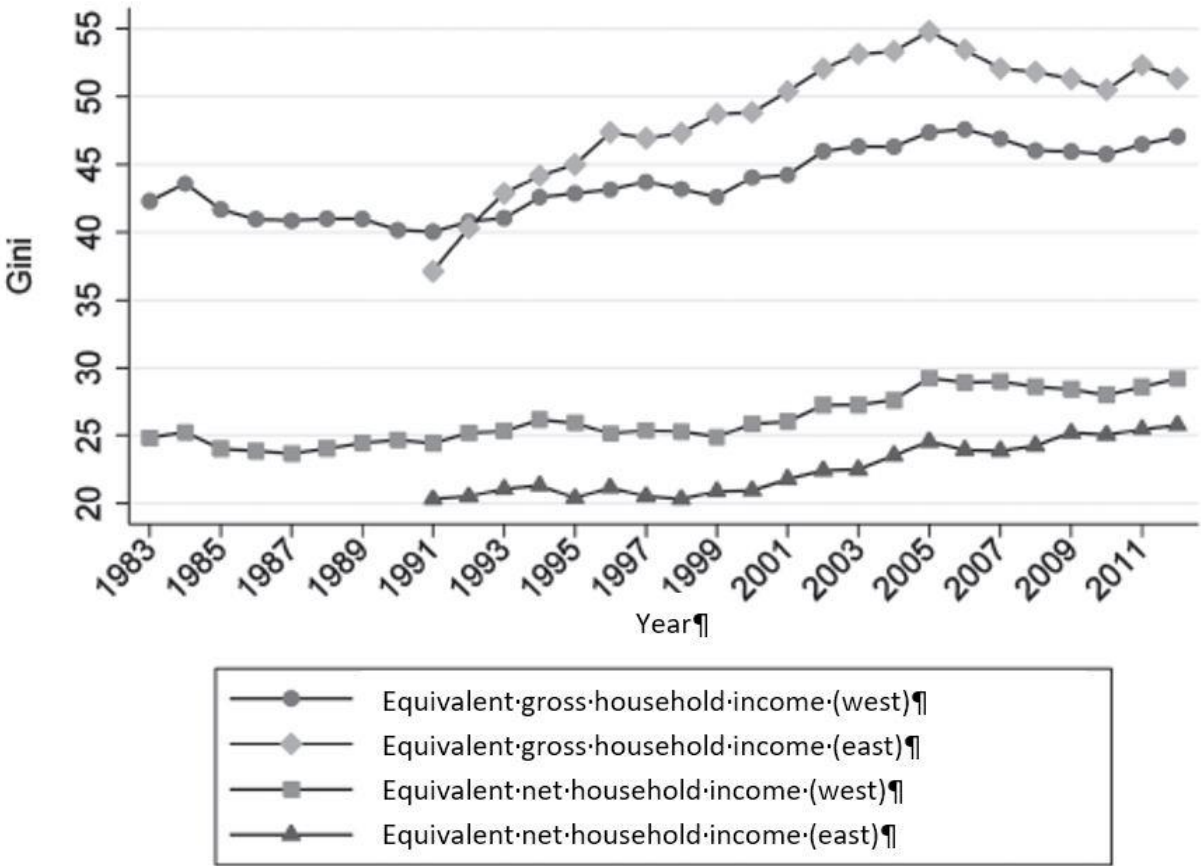 55
50
45
40
35
30
25
20
Gini
1983 1985 1987 1989 1991 1993 1995 1997 1999 2001 2003 2005 2007 2009 2011
Year¶
Equivalent·gross·household·income·(west)¶
Equivalent·gross·household·income·(east)¶
Equivalent·net·household·income·(west)¶
Equivalent·net·household·income·(east)¶